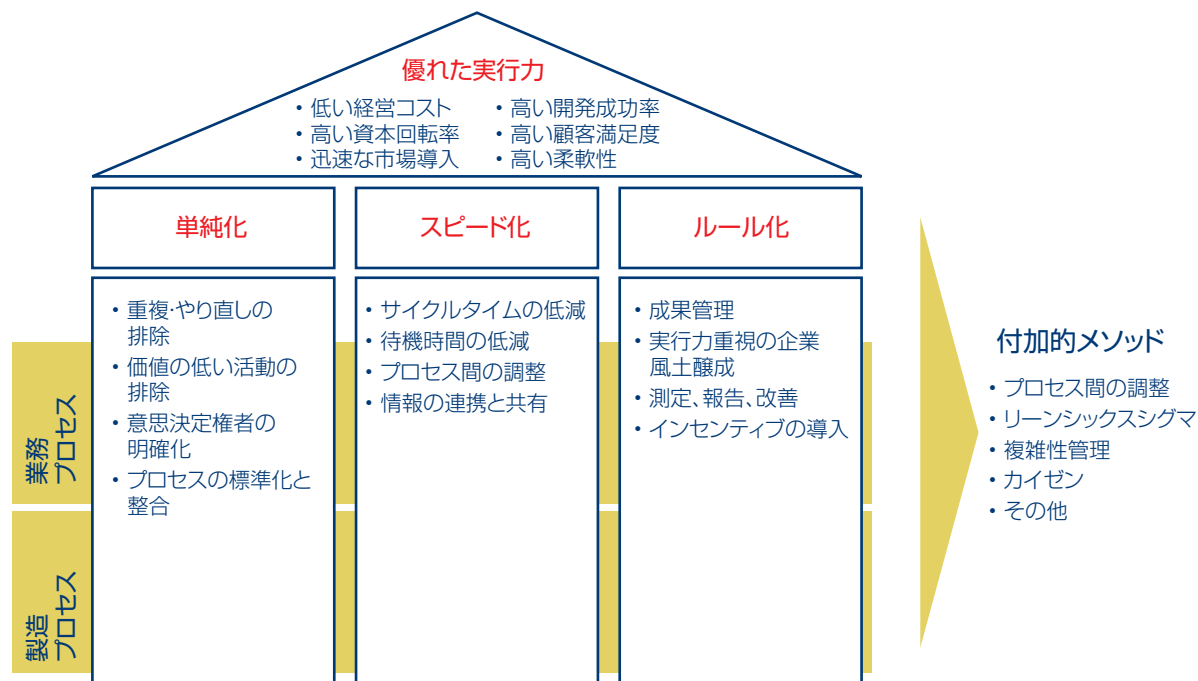 優れた実行力
・低い経営コスト
・高い資本回転率
・迅速な市場導入
・高い開発成功率
・高い顧客満足度
・高い柔軟性
単純化
スピード化
ルール化
・重複・やり直しの
排除
・価値の低い活動の
排除
・意思決定権者の
明確化
・プロセスの標準化と
整合
・サイクルタイムの低減
・待機時間の低減
・プロセス間の調整
・情報の連携と共有
・成果管理
・実行力重視の企業
風土醸成
・測定、報告、改善
・インセンティブの導入
業務
プロセス
製造
プロセス
付加的メソッド
・プロセス間の調整
・リーンシックスシグマ
・複雑性管理
・カイゼン
・その他